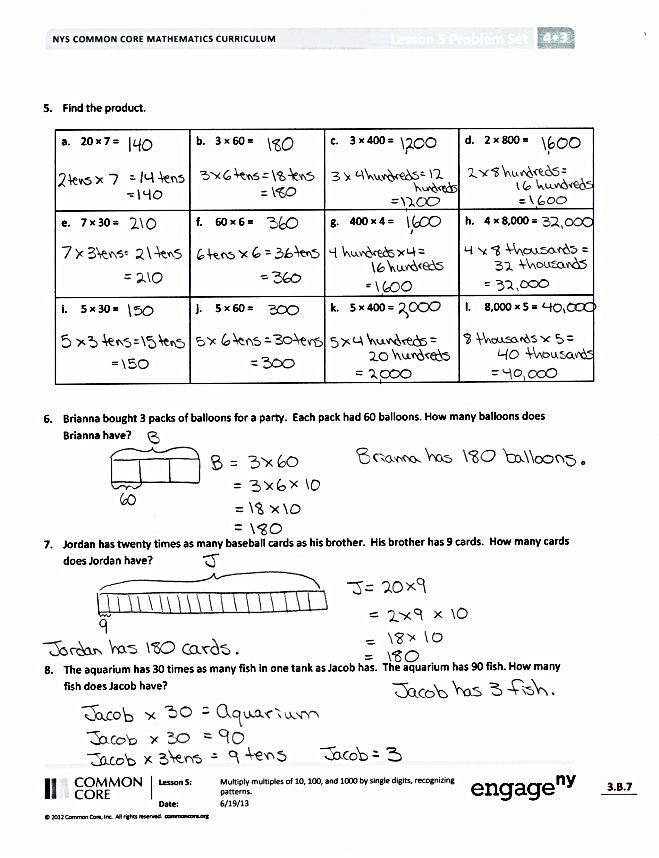 NYS COMMON CORE MATHEMATICS CURRICULUM Lesson 5 Problem Set 4•3
5. Find the product.
a. 20 x 7 = 140
2 tens x 7 = 14 tens
= 140
b. 3 x 60 = 180
3 x 6 tens = 18 tens
= 180
c. 3 x 400 = 1200
3 x 4 hundreds = 12
hundreds
= 1200
d. 2 x 800 = 1600
2 x 8 hundreds =
16 hundreds
= 1600
e. 7 x 30 = 210
7 x 3 tens = 21 tens
= 210
f. 60 x 6 = 360
6 tens x 6 = 36 tens
= 360
g. 400 x 4 = 1600
4 hundreds x 4 =
16 hundreds
= 1600
h. 4 x 8,000 = 32,000
4 x 8 thousands =
32 thousands
= 32,000
i. 5 x 30 = 150
5 x 3 tens = 15 tens
= 150
j. 5 x 60 = 300
5 x 6 tens = 30 tens
= 300
k. 5 x 400 = 2000
5 x 4 hundreds =
20 hundreds
= 2,000
l. 8,000 x 5 = 40,000
8 thousands x 5 =
40 thousands
= 40,000
6. Brianna bought 3 packs of balloons for a party. Each pack had 60 balloons. How many balloons does
Brianna have? B
60
B = 3 x 60
= 3 x 6 x 10
= 18 x 10
= 180
Brianna has 180 balloons.
7. Jordan has twenty times as many baseball cards as his brother. His brother has 9 cards. How many cards
does Jordan have? J
9
J = 20 x 9
= 2 x 9 x 10
= 18 x 10
= 180
Jordan has 180 cards.
8. The aquarium has 30 times as many fish in one tank as Jacob has. The aquarium has 90 fish. How many
fish does Jacob have?
Jacob has 3 fish.
Jacob x 30 = Aquarium
Jacob x 30 = 90
Jacob x 3 tens = 9 tens Jacob = 3
COMMON
CORE
Lesson 5: Multiply multiples of 10, 100, and 1000 by single digits, recognizing
patterns.
Date: 6/19/13
engage ny
3.B.7
© 2012 Common Core, Inc. All rights reserved. commoncore.org